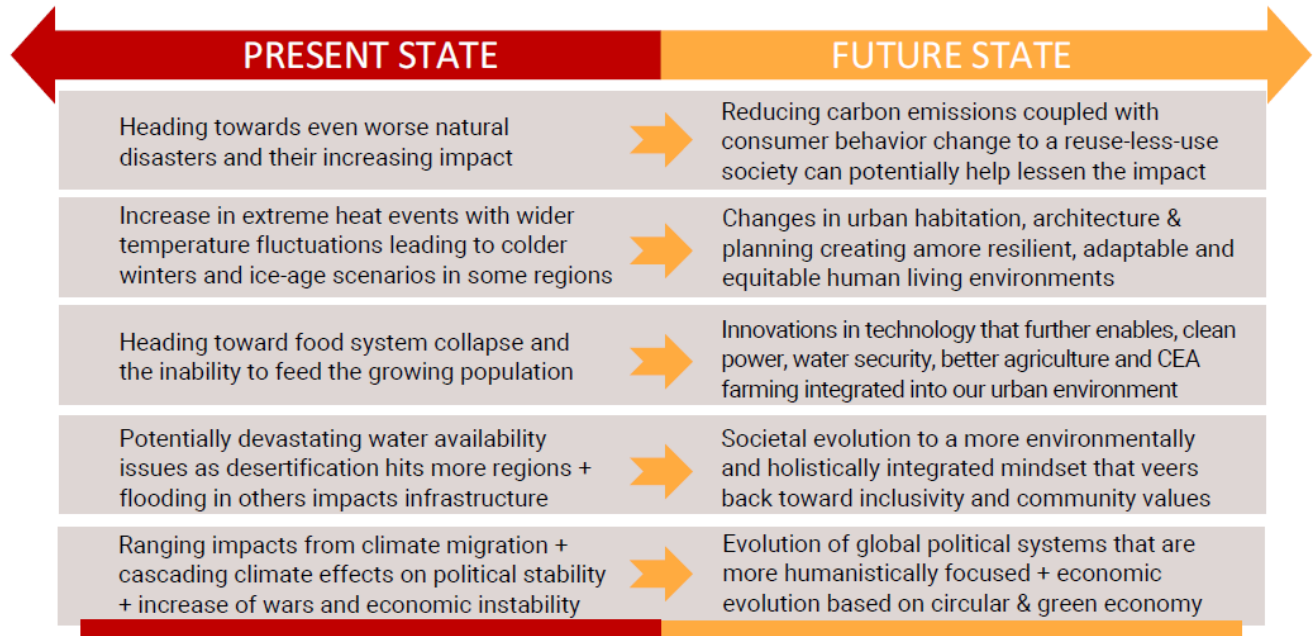 PRESENT STATE
FUTURE STATE
Heading towards even worse natural
disasters and their increasing impact
Reducing carbon emissions coupled with
consumer behavior change to a reuse-less-use
society can potentially help lessen the impact
Increase in extreme heat events with wider
temperature fluctuations leading to colder
winters and ice-age scenarios in some regions
Changes in urban habitation, architecture &
planning creating amore resilient, adaptable and
equitable human living environments
Heading toward food system collapse and
the inability to feed the growing population
Innovations in technology that further enables, clean
power, water security, better agriculture and CEA
farming integrated into our urban environment
Potentially devastating water availability
issues as desertification hits more regions +
flooding in others impacts infrastructure
Societal evolution to a more environmentally
and holistically integrated mindset that veers
back toward inclusivity and community values
Ranging impacts from climate migration +
cascading climate effects on political stability
+ increase of wars and economic instability
Evolution of global political systems that are
more humanistically focused + economic
evolution based on circular & green economy